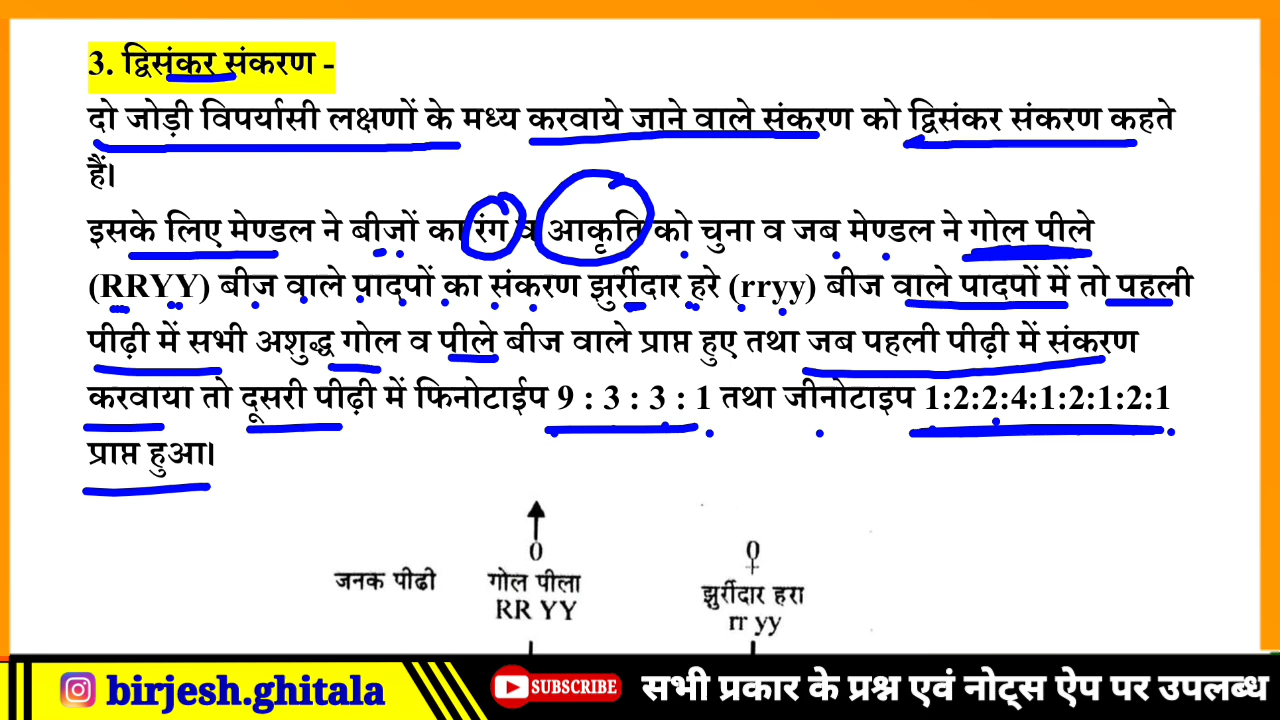 3. द्विसंकर संकरण -
दो जोड़ी विपर्यासी लक्षणों के मध्य करवाये जाने वाले संकरण को द्विसंकर संकरण कहते
हैं।
इसके लिए मेण्डल ने बीजों का रंग व आकृति को चुना व जब मेण्डल ने गोल पीले
(RRYY) बीज वाले पादपों का संकरण झुर्रीदार हरे (rryy) बीज वाले पादपों में तो पहली
पीढ़ी में सभी अशुद्ध गोल व पीले बीज वाले प्राप्त हुए तथा जब पहली पीढ़ी में संकरण
करवाया तो दूसरी पीढ़ी में फिनोटाईप 9 : 3 : 3 : 1 तथा जीनोटाइप 1:2:2:4:1:2:1:2:1
प्राप्त हुआ।
जनक पीढी गोल पीला झुर्रीदार हरा
RR YY rr yy
birjesh.ghitala SUBSCRIBE सभी प्रकार के प्रश्न एवं नोट्स ऐप पर उपलब्ध